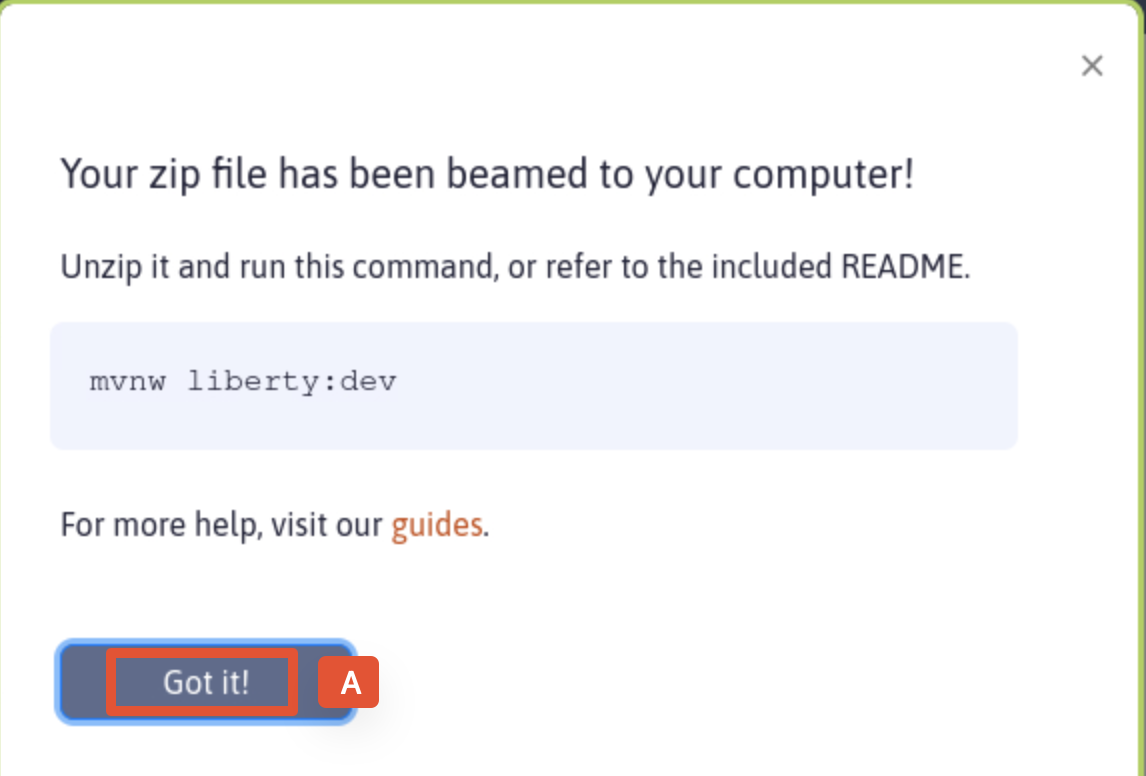 Your zip file has been beamed to your computer!
Unzip it and run this command, or refer to the included README.
mvnw liberty:dev
For more help, visit our guides.
Got it!
A